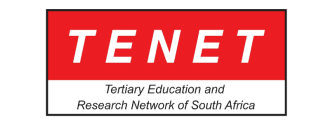 TENET
Tertiary Education and
Research Network of South Africa